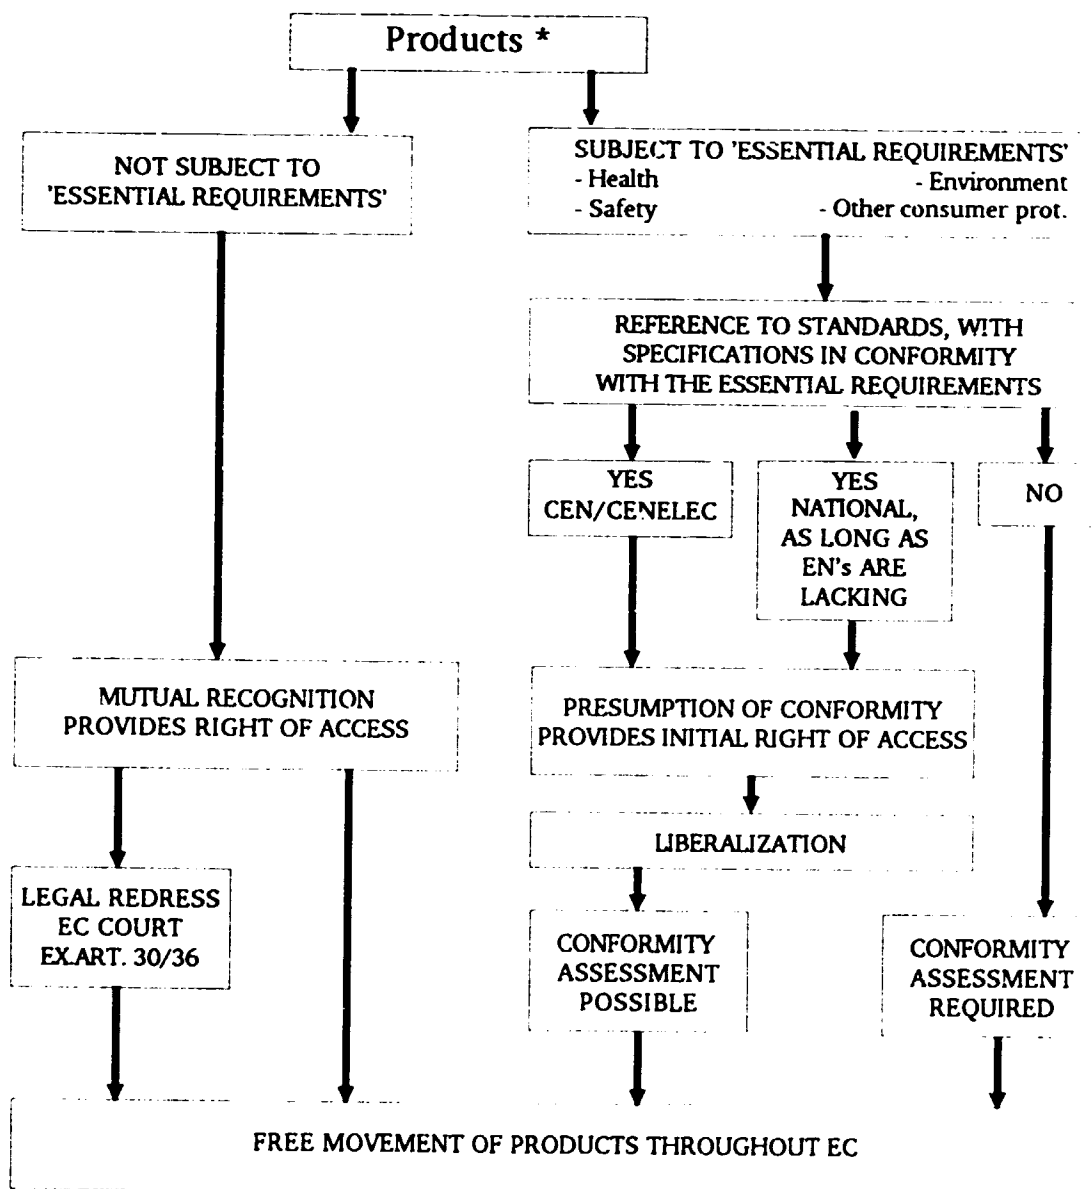 Products *
NOT SUBJECT TO
'ESSENTIAL REQUIREMENTS'
SUBJECT TO 'ESSENTIAL REQUIREMENTS'
- Health - Environment
- Safety - Other consumer prot.
REFERENCE TO STANDARDS, WITH
SPECIFICATIONS IN CONFORMITY
WITH THE ESSENTIAL REQUIREMENTS
YES
CEN/CENELEC
YES
NATIONAL,
AS LONG AS
EN's ARE
LACKING
NO
MUTUAL RECOGNITION
PROVIDES RIGHT OF ACCESS
PRESUMPTION OF CONFORMITY
PROVIDES INITIAL RIGHT OF ACCESS
LIBERALIZATION
LEGAL REDRESS
EC COURT
EX.ART. 30/36
CONFORMITY
ASSESSMENT
POSSIBLE
CONFORMITY
ASSESSMENT
REQUIRED
FREE MOVEMENT OF PRODUCTS THROUGHOUT EC